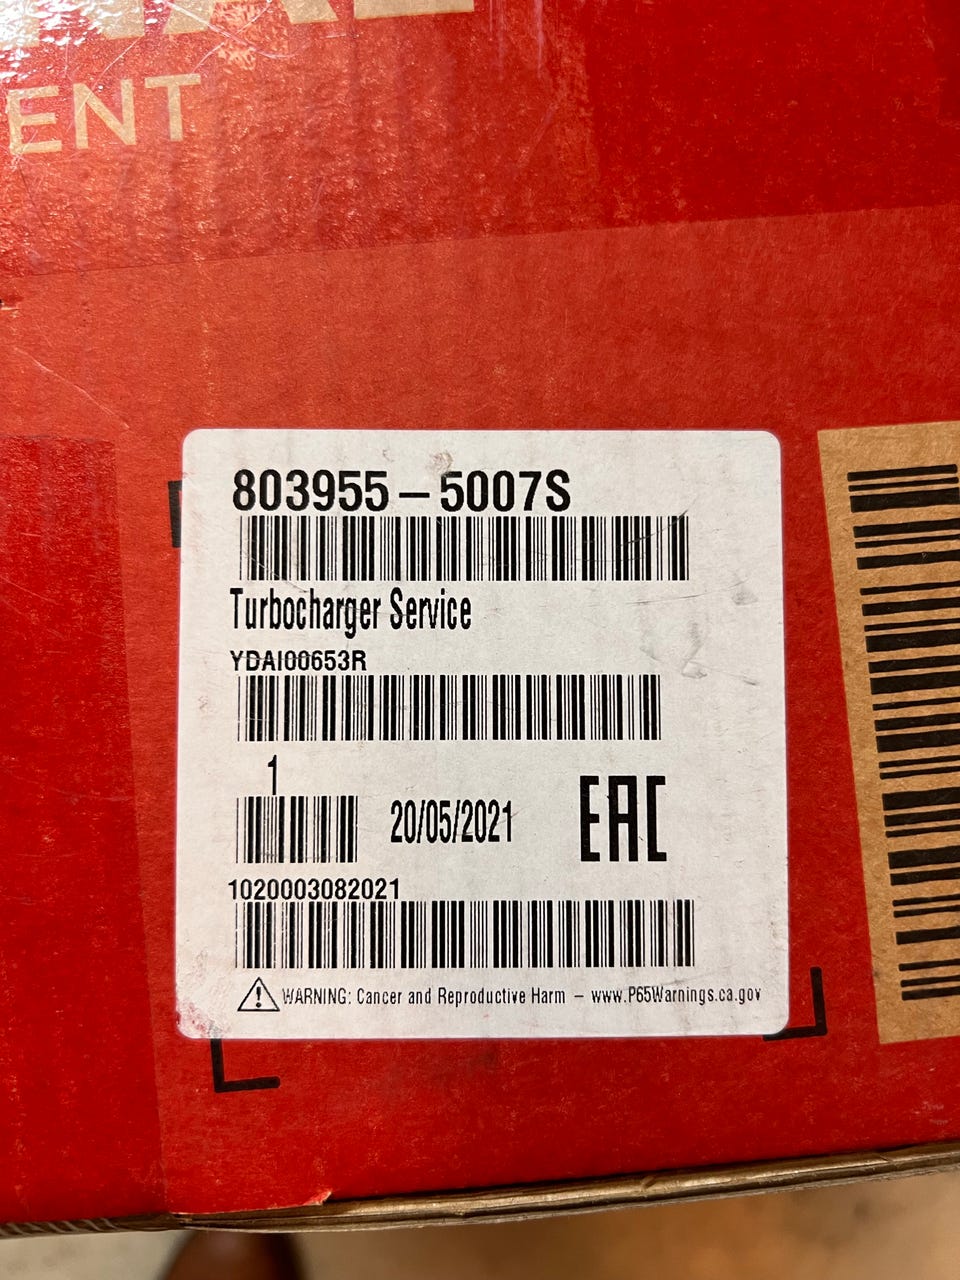 ENT
803955-5007S
Turbocharger Service
YDAI00653R
1
20/05/2021
EAC
1020003082021
WARNING: Cancer and Reproductive Harm - www.P65Warnings.ca.gov